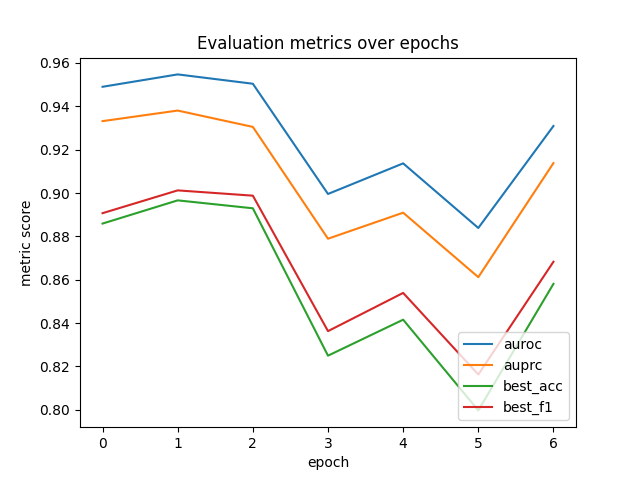 Evaluation metrics over epochs
metric score
0.96
0.94
0.92
0.90
0.88
0.86
0.84
0.82
0.80
auroc
auprc
best_acc
best_f1
0 1 2 3 4 5 6
epoch